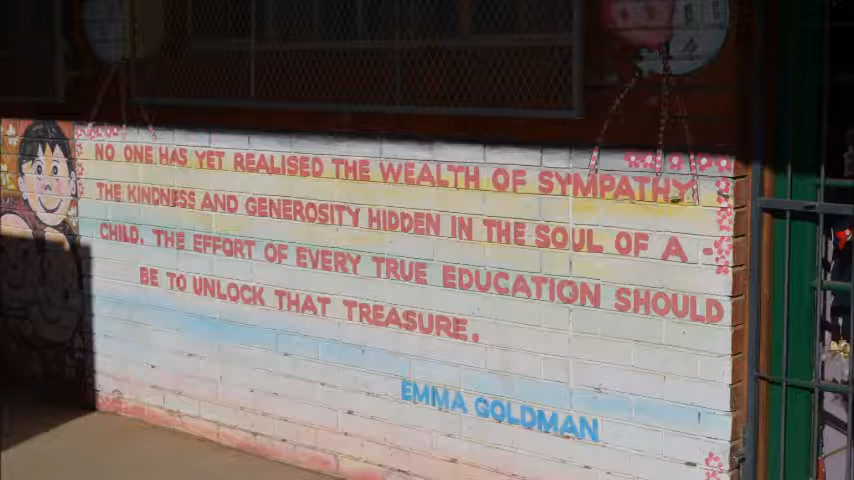 NO ONE HAS YET REALISED THE WEALTH OF SYMPATHY
THE KINDNESS AND GENEROSITY HIDDEN IN THE SOUL OF A
CHILD. THE EFFORT OF EVERY TRUE EDUCATION SHOULD
BE TO UNLOCK THAT TREASURE.
EMMA GOLDMAN